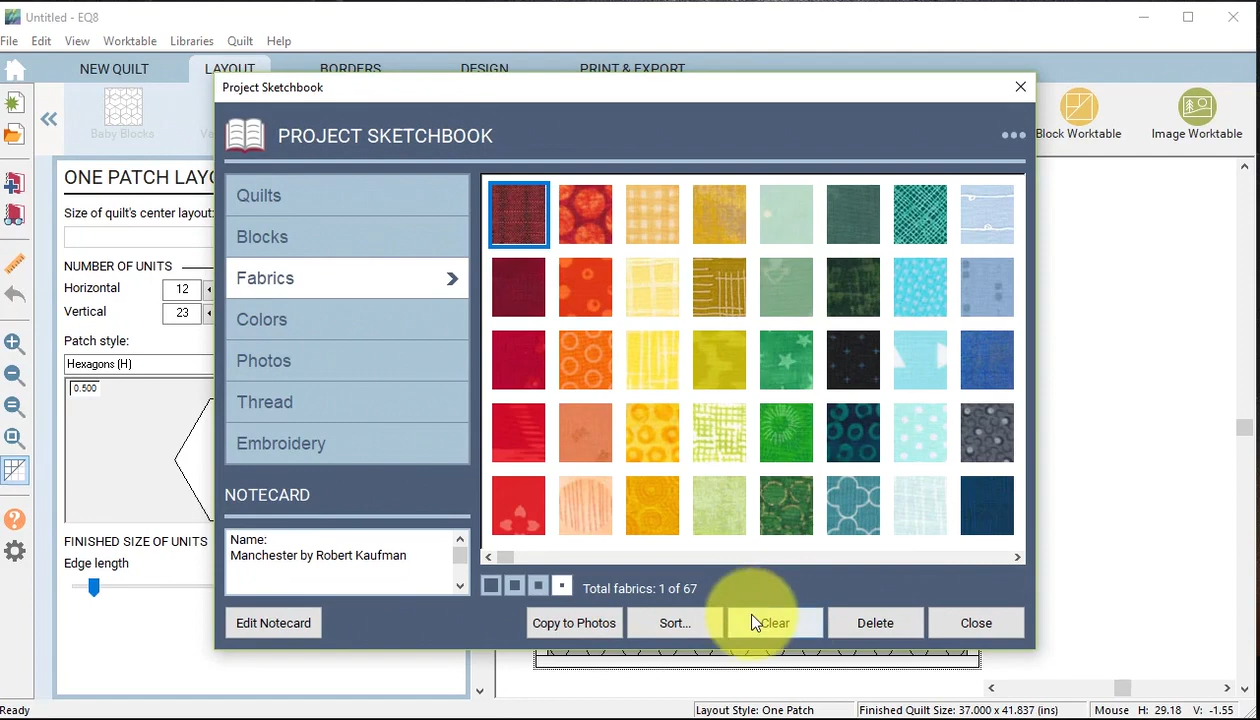 Untitled - EQ8
File Edit View Worktable Libraries Quilt Help
NEW QUILT LAYOUT BORDERS DESIGN PRINT & EXPORT
Baby Blocks
Block Worktable
Image Worktable
ONE PATCH LAYO
Size of quilt's center layout:
NUMBER OF UNITS
Horizontal 12
Vertical 23
Patch style:
Hexagons (H)
0.500
FINISHED SIZE OF UNITS
Edge length
Project Sketchbook
PROJECT SKETCHBOOK
Quilts
Blocks
Fabrics
Colors
Photos
Thread
Embroidery
NOTECARD
Name:
Manchester by Robert Kaufman
Edit Notecard
Total fabrics: 1 of 67
Copy to Photos Sort... Clear Delete Close
Ready
Layout Style: One Patch
Finished Quilt Size: 37.000 x 41.837 (ins)
Mouse H: 29.18 V: -1.55